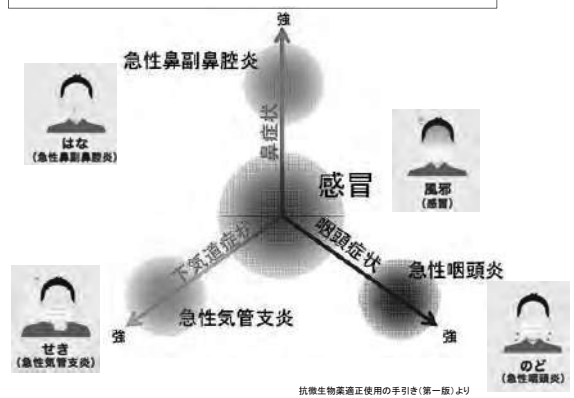 強
急性鼻副鼻腔炎
はな
(急性鼻副鼻腔炎)
鼻症状
感冒
風邪
(感冒)
下気道症状
咽頭症状
急性咽頭炎
急性気管支炎
強
強
せき
(急性気管支炎)
のど
(急性咽頭炎)
抗微生物薬適正使用の手引き(第一版)より